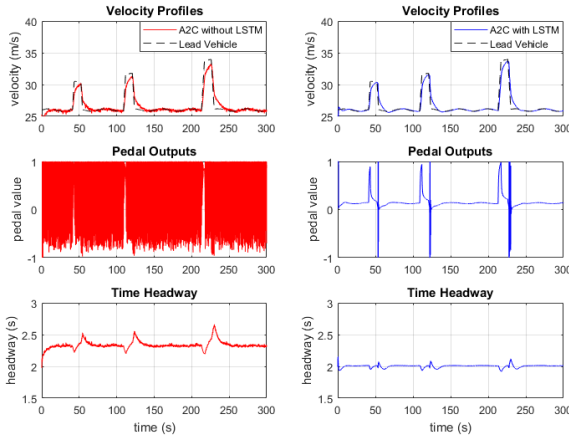 Velocity Profiles
velocity (m/s)
40
35
30
25
A2C without LSTM
Lead Vehicle
0 50 100 150 200 250 300
Velocity Profiles
velocity (m/s)
40
35
30
25
A2C with LSTM
Lead Vehicle
0 50 100 150 200 250 300
Pedal Outputs
pedal value
1
0
-1
0 50 100 150 200 250 300
Pedal Outputs
pedal value
1
0
-1
0 50 100 150 200 250 300
Time Headway
headway (s)
3
2.5
2
1.5
0 50 100 150 200 250 300
time (s)
Time Headway
headway (s)
3
2.5
2
1.5
0 50 100 150 200 250 300
time (s)